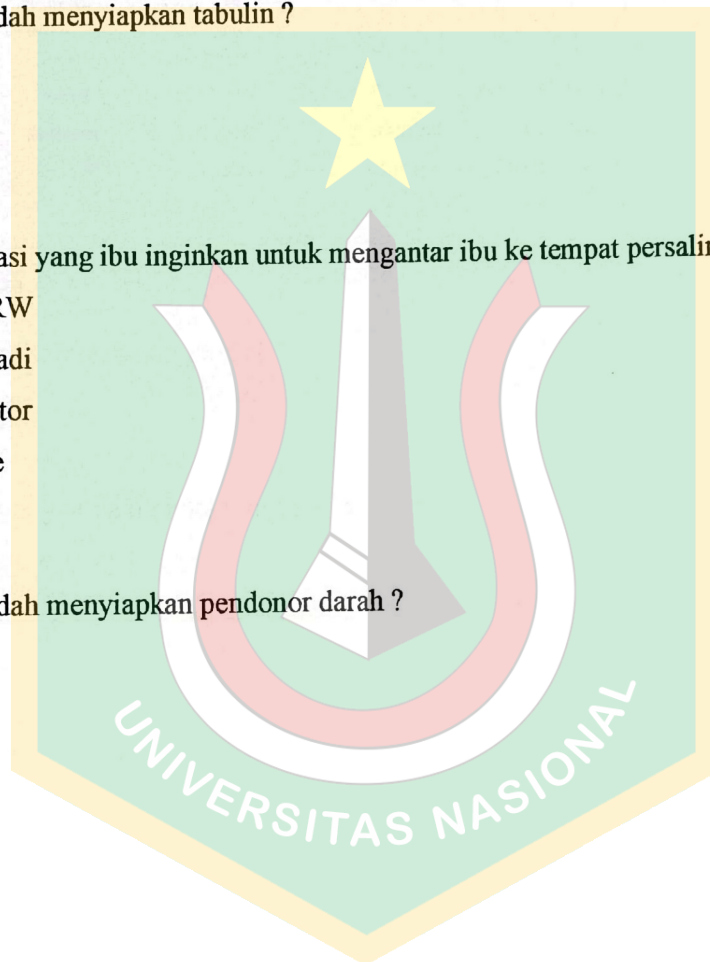 dah menyiapkan tabulin ?
asi yang ibu inginkan untuk mengantar ibu ke tempat persalin
RW
adi
tor
e
dah menyiapkan pendonor darah ?
UNIVERSITAS NASIONAL